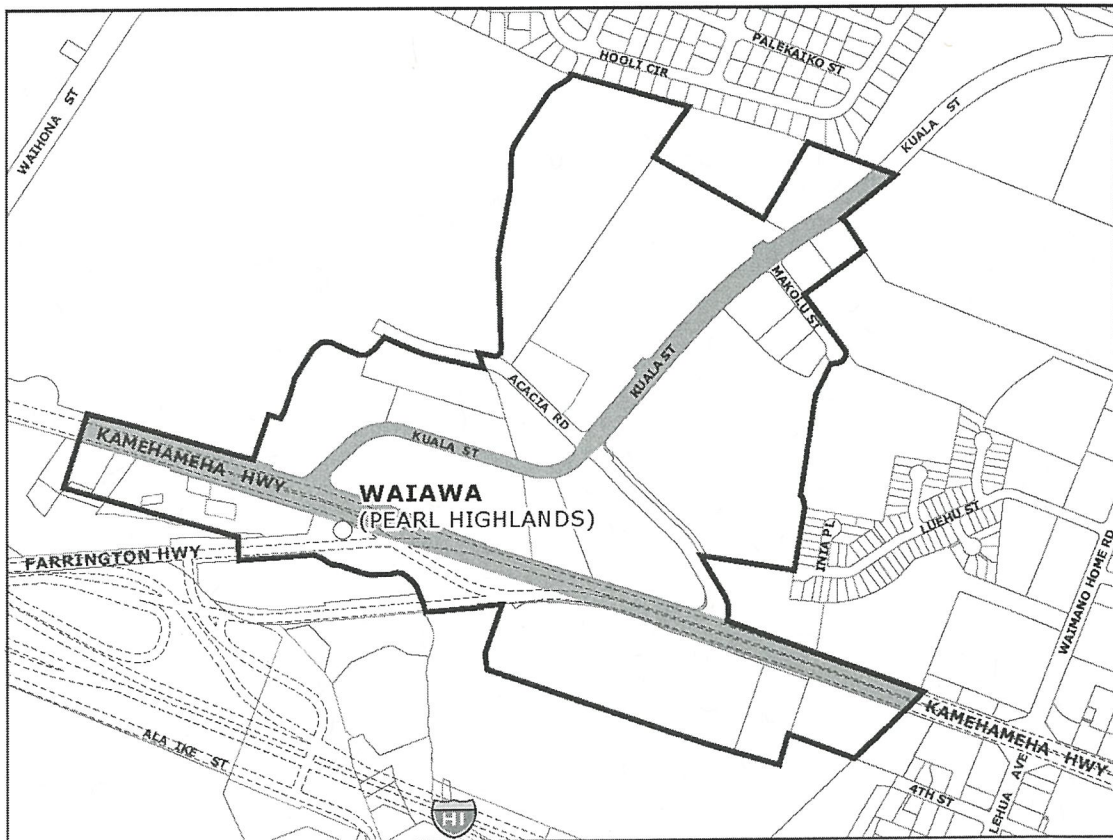 PALEKAIKO ST
HOOLI CIR
WAIHONA ST
KUALA ST
MAKOLU ST
KUALA ST
ACACIA RD
KAMEHAMEHA HWY
KUALA ST
WAIAWA
(PEARL HIGHLANDS)
FARRINGTON HWY
LUEHU ST
INIA PL
WAIMANO HOME RD
KAMEHAMEHA HWY
ALA IKE ST
4TH ST
LEHUA AVE
H1